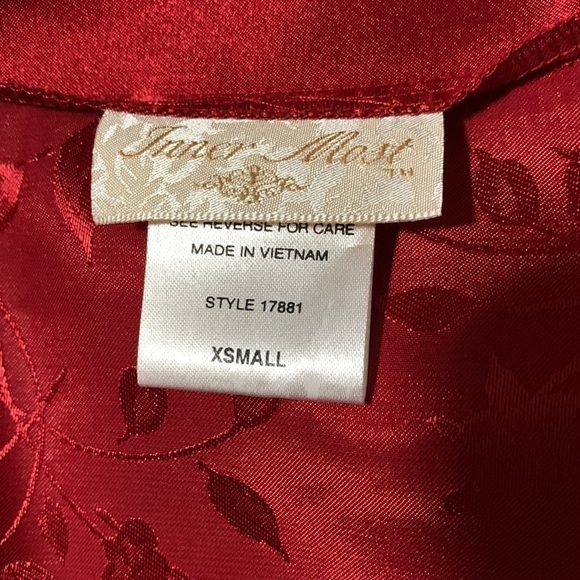 Inner Most
TM
SEE REVERSE FOR CARE
MADE IN VIETNAM
STYLE 17881
XSMALL